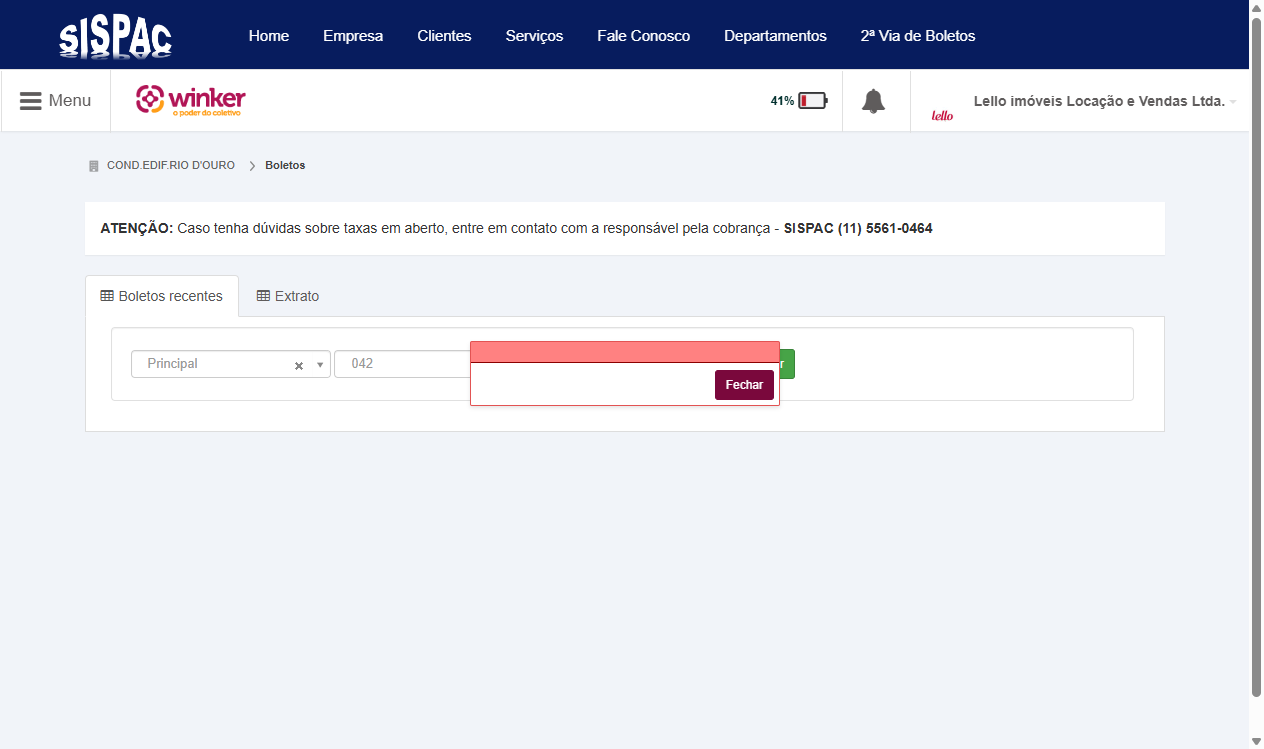 SISPAC
Home Empresa Clientes Serviços Fale Conosco Departamentos 2ª Via de Boletos
Menu
winker
o poder do coletivo
41%
lello
Lello imóveis Locação e Vendas Ltda.
COND.EDIF.RIO D'OURO
Boletos
ATENÇÃO: Caso tenha dúvidas sobre taxas em aberto, entre em contato com a responsável pela cobrança - SISPAC (11) 5561-0464
Boletos recentes
Extrato
Principal
042
r
Fechar